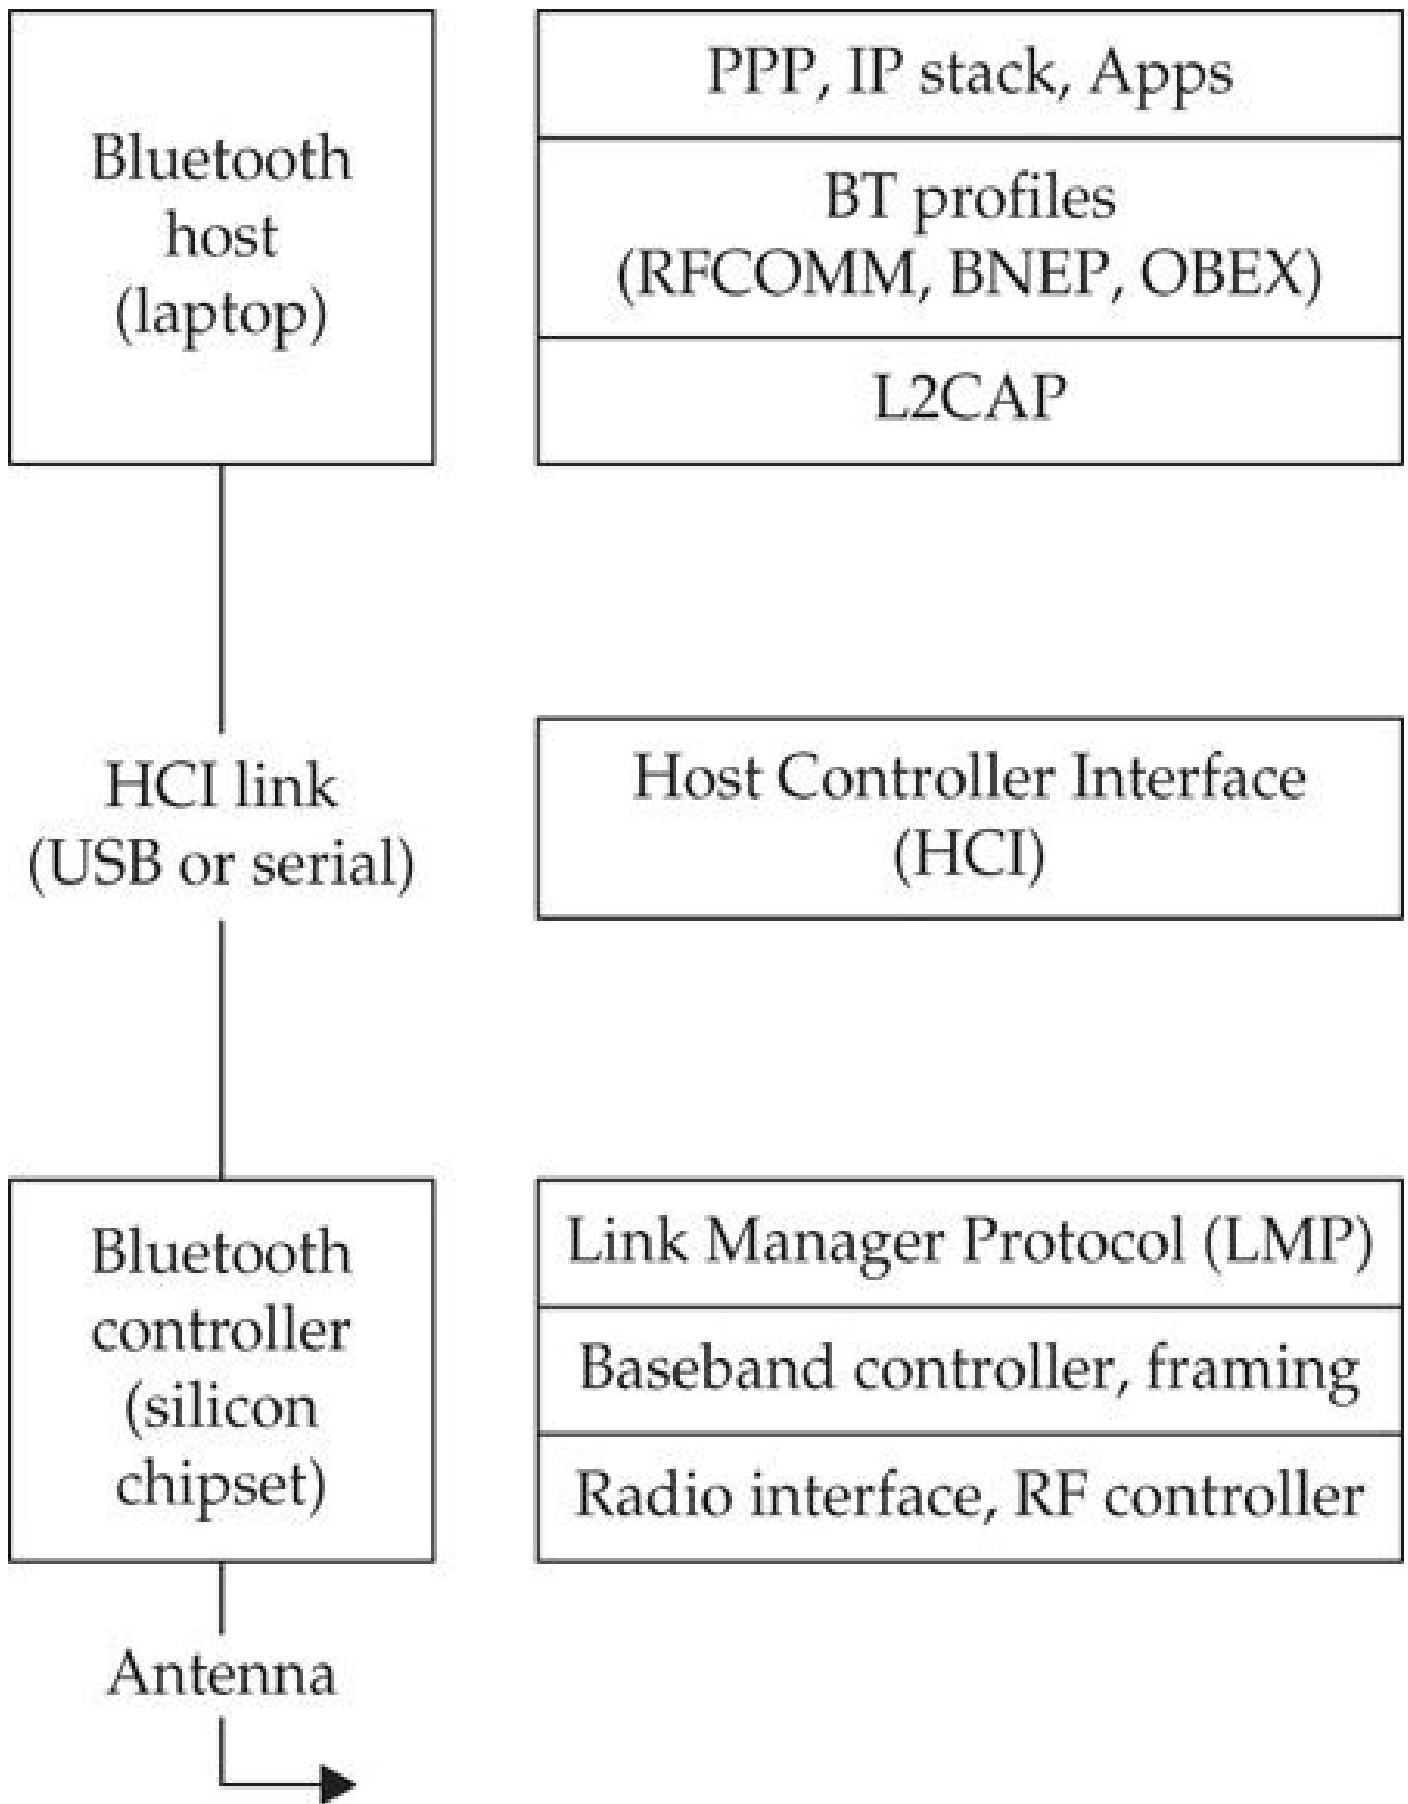 Bluetooth
host
(laptop)
PPP, IP stack, Apps
BT profiles
(RFCOMM, BNEP, OBEX)
L2CAP
HCI link
(USB or serial)
Host Controller Interface
(HCI)
Bluetooth
controller
(silicon
chipset)
Link Manager Protocol (LMP)
Baseband controller, framing
Radio interface, RF controller
Antenna